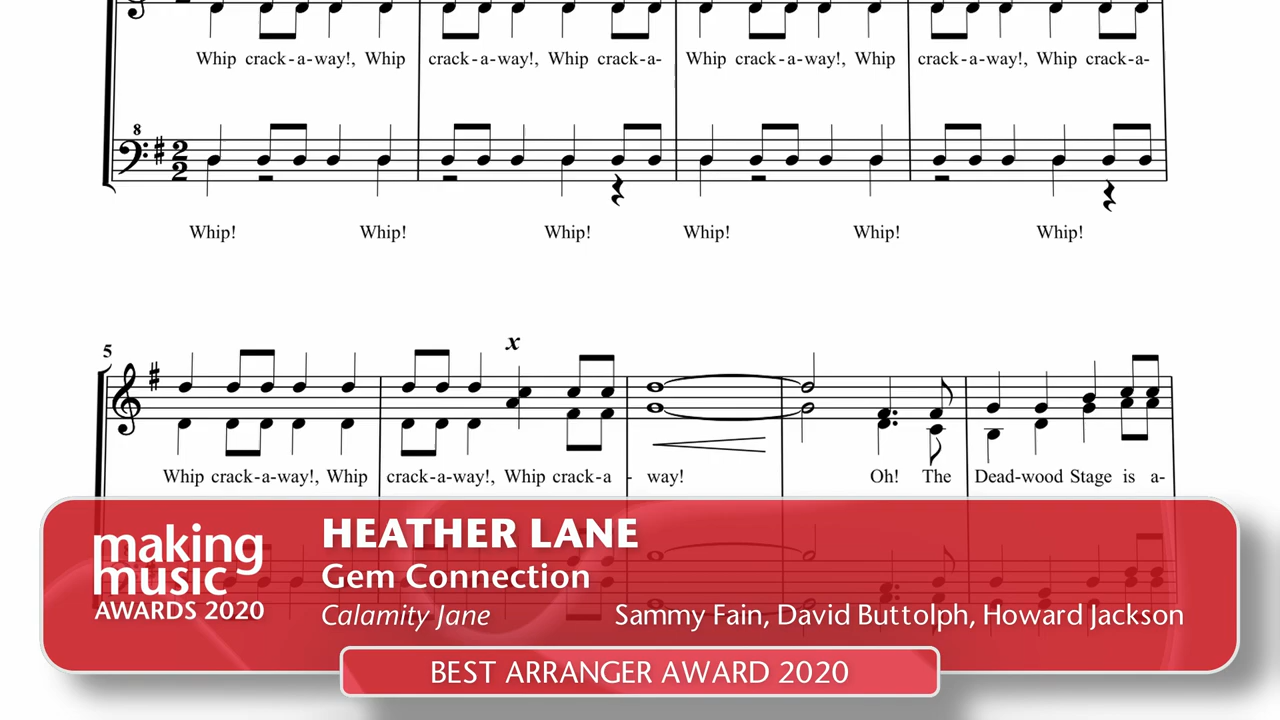 Whip crack-a-way!, Whip crack-a-way!, Whip crack-a- Whip crack-a-way!, Whip crack-a-way!, Whip crack-a-
8
2
2
Whip! Whip! Whip! Whip! Whip! Whip!
5
x
Whip crack-a-way!, Whip crack-a-way!, Whip crack-a - way! Oh! The Dead-wood Stage is a-
making
music
AWARDS 2020
HEATHER LANE
Gem Connection
Calamity Jane Sammy Fain, David Buttolph, Howard Jackson
BEST ARRANGER AWARD 2020